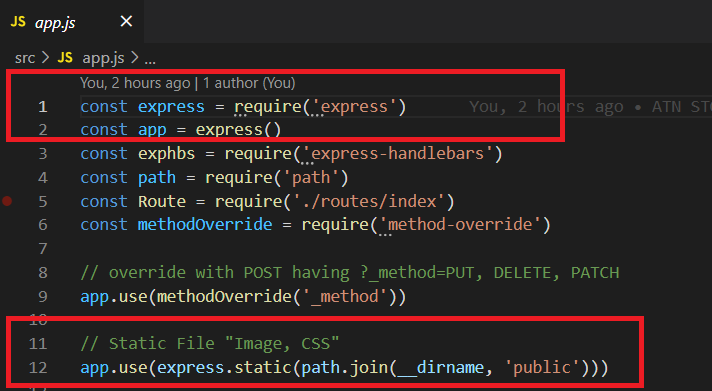 JS app.js ×
src > JS app.js > ...
You, 2 hours ago | 1 author (You)
1 const express = require('express') You, 2 hours ago • ATN STO
2 const app = express()
3 const exphbs = require('express-handlebars')
4 const path = require('path')
5 const Route = require('./routes/index')
6 const methodOverride = require('method-override')
7
8 // override with POST having ?_method=PUT, DELETE, PATCH
9 app.use(methodOverride('_method'))
10
11 // Static File "Image, CSS"
12 app.use(express.static(path.join(__dirname, 'public')))